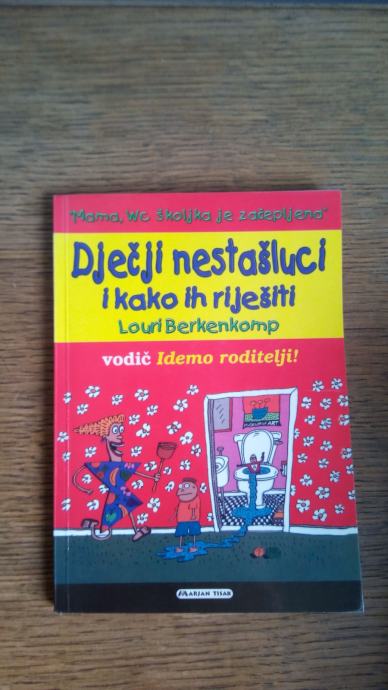 "Mama, WC školjka je začepljena"
Dječji nestašluci
i kako ih riješiti
Louri Berkenkomp
vodič Idemo roditelji!
MARJAN TISAK